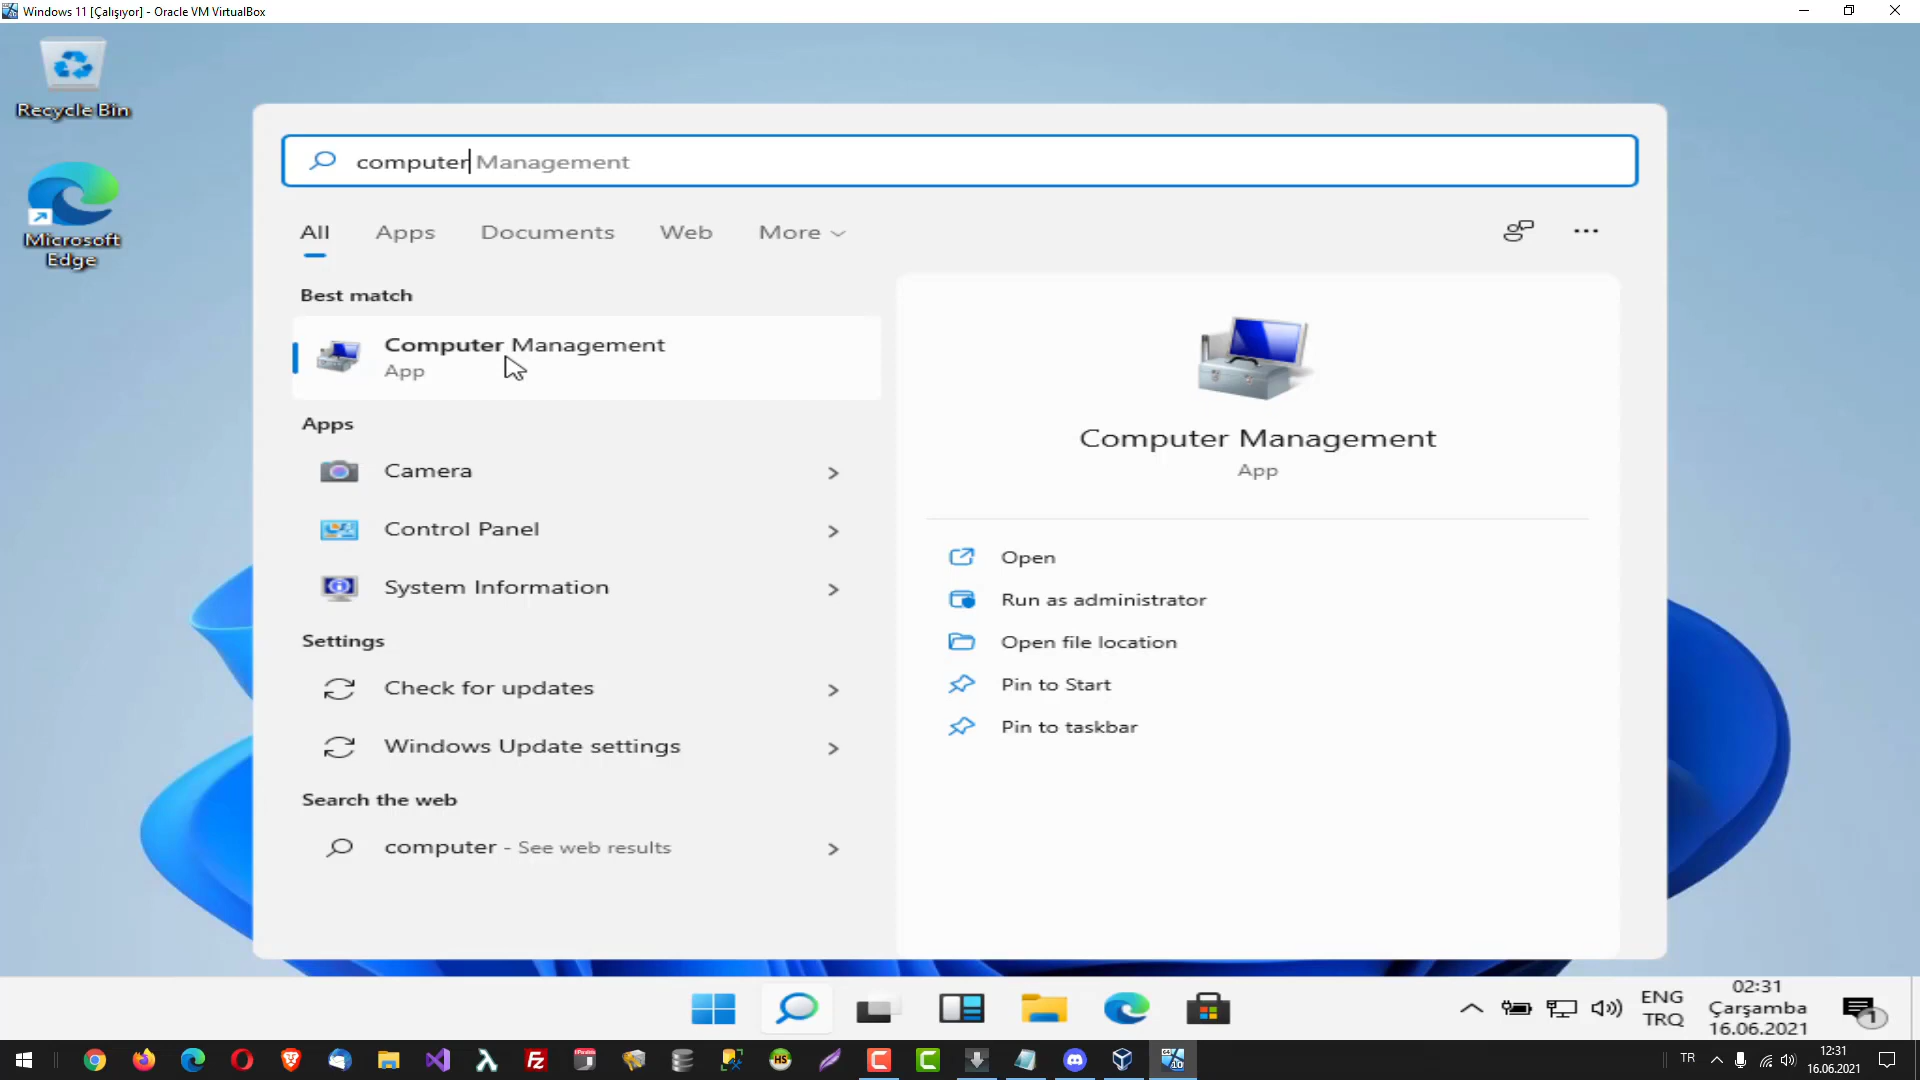 Windows 11 [Çalışıyor] - Oracle VM VirtualBox
Recycle Bin
Microsoft
Edge
computer Management
All
Apps
Documents
Web
More
Best match
Computer Management
App
Apps
Camera
Control Panel
System Information
Settings
Check for updates
Windows Update settings
Search the web
computer - See web results
Computer Management
App
Open
Run as administrator
Open file location
Pin to Start
Pin to taskbar
ENG
TRQ
02:31
Çarşamba
16.06.2021
1
TR
12:31
16.06.2021